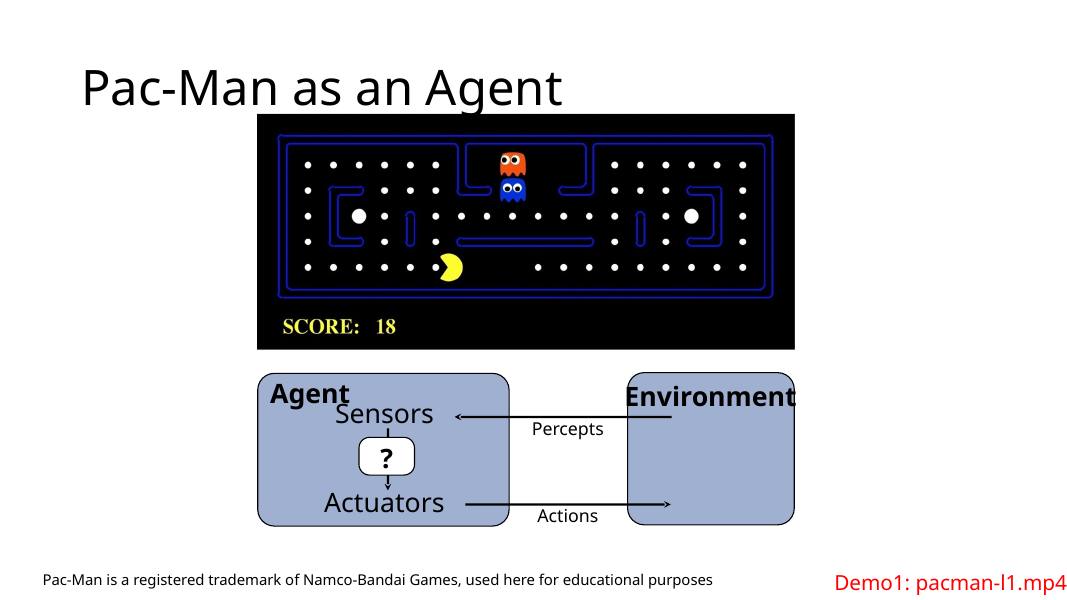 Pac-Man as an Agent
SCORE: 18
Agent
Environment
Sensors
Percepts
?
Actuators
Actions
Pac-Man is a registered trademark of Namco-Bandai Games, used here for educational purposes
Demo1: pacman-l1.mp4